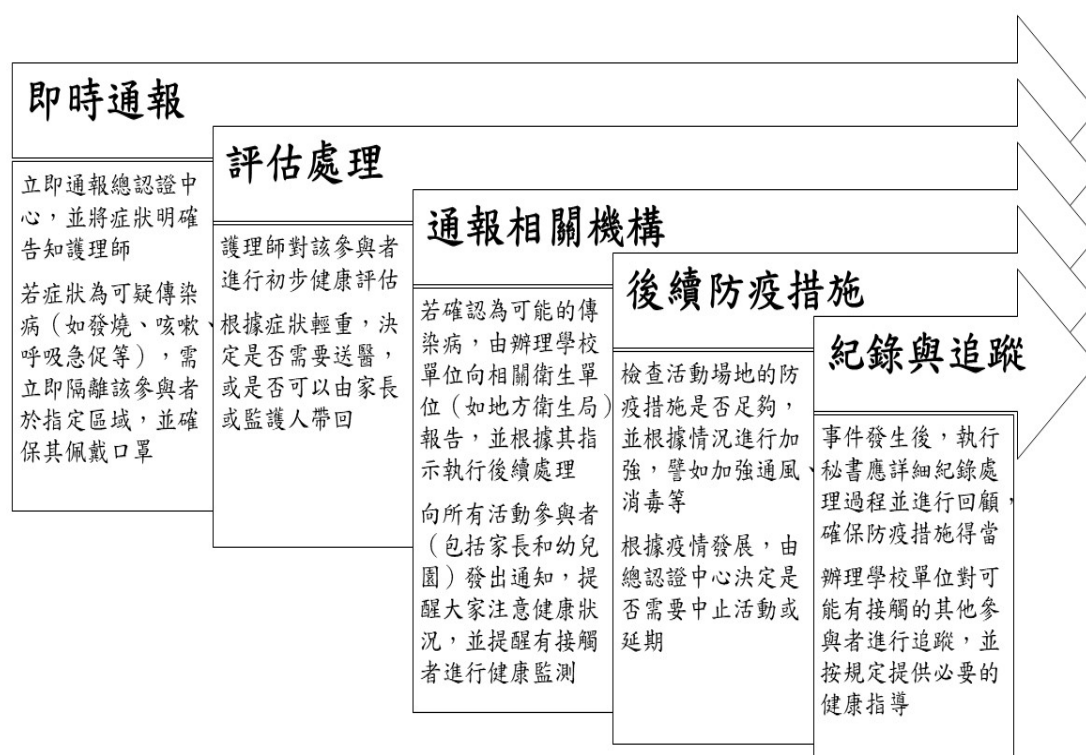 即時通報
立即通報總認證中
心，並將症狀明確
告知護理師
若症狀為可疑傳染
病（如發燒、咳嗽、
呼吸急促等），需
立即隔離該參與者
於指定區域，並確
保其佩戴口罩
評估處理
護理師對該參與者
進行初步健康評估
根據症狀輕重，決
定是否需要送醫，
或是否可以由家長
或監護人帶回
通報相關機構
若確認為可能的傳
染病，由辦理學校
單位向相關衛生單
位（如地方衛生局）
報告，並根據其指
示執行後續處理
向所有活動參與者
（包括家長和幼兒
園）發出通知，提
醒大家注意健康狀
況，並提醒有接觸
者進行健康監測
後續防疫措施
檢查活動場地的防
疫措施是否足夠，
並根據情況進行加
強，譬如加強通風、
消毒等
根據疫情發展，由
總認證中心決定是
否需要中止活動或
延期
紀錄與追蹤
事件發生後，執行
秘書應詳細紀錄處
理過程並進行回顧，
確保防疫措施得當
辦理學校單位對可
能有接觸的其他參
與者進行追蹤，並
按規定提供必要的
健康指導